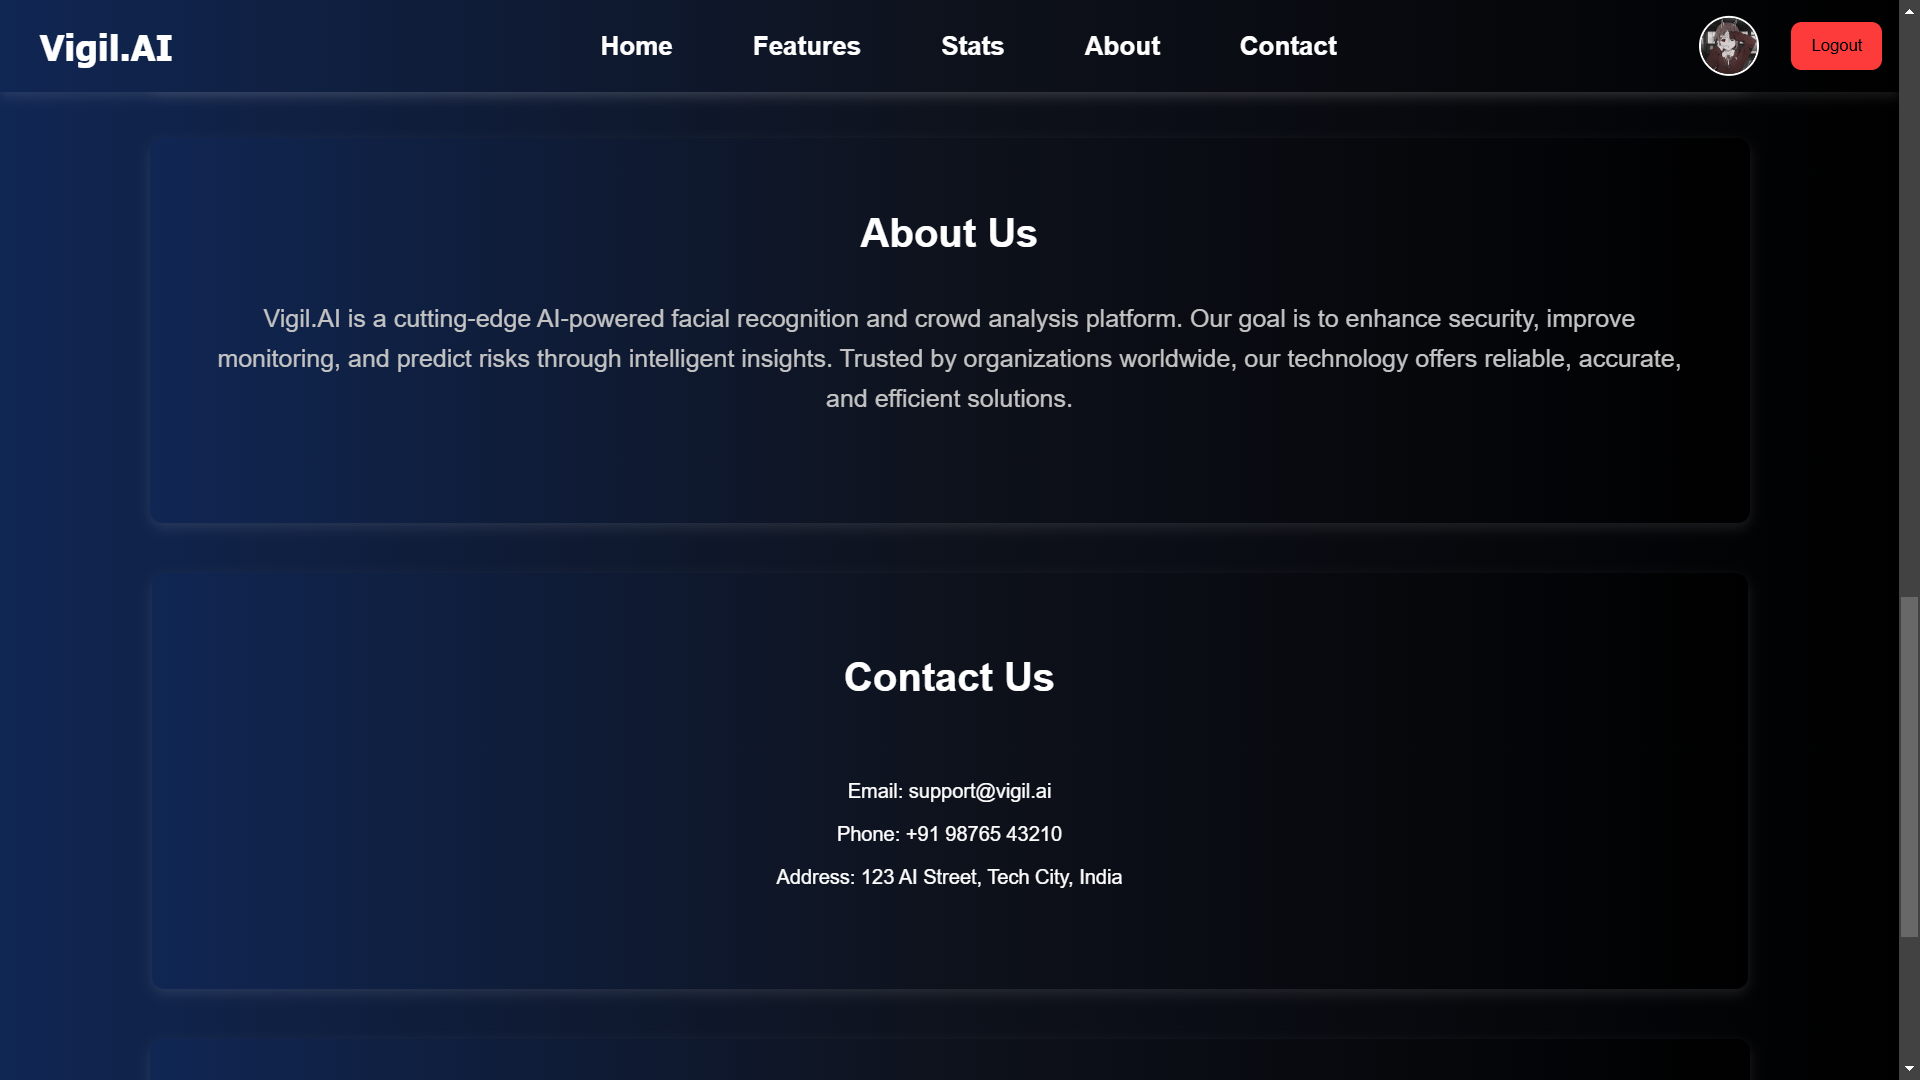 Vigil.AI
Home
Features
Stats
About
Contact
Logout
About Us
Vigil.AI is a cutting-edge AI-powered facial recognition and crowd analysis platform. Our goal is to enhance security, improve
monitoring, and predict risks through intelligent insights. Trusted by organizations worldwide, our technology offers reliable, accurate,
and efficient solutions.
Contact Us
Email: support@vigil.ai
Phone: +91 98765 43210
Address: 123 AI Street, Tech City, India